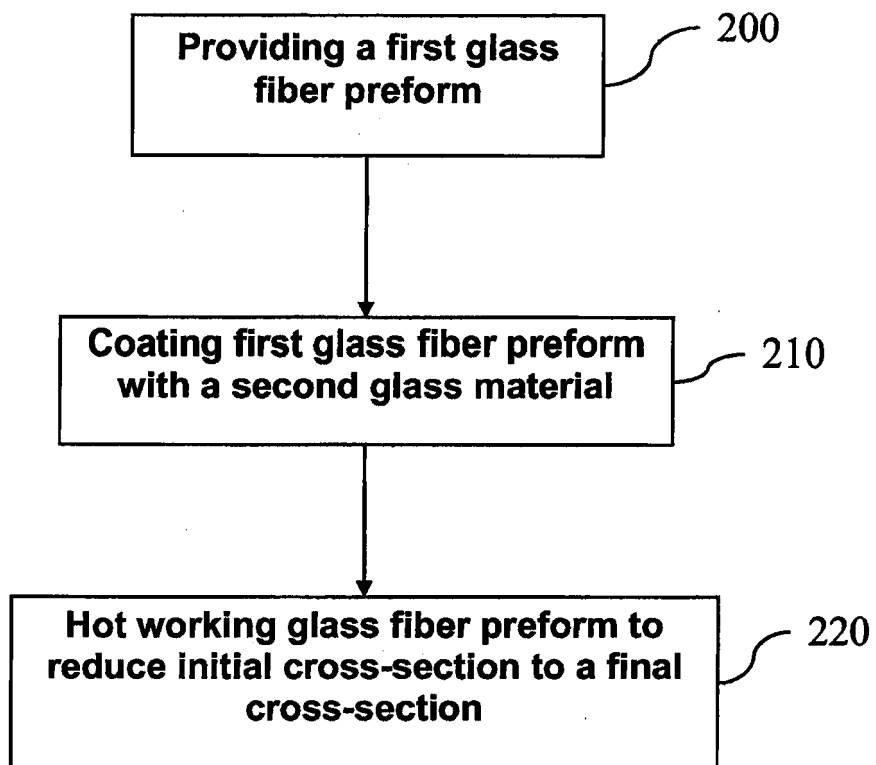 Providing a first glass
fiber preform
200
Coating first glass fiber preform
with a second glass material
210
Hot working glass fiber preform to
reduce initial cross-section to a final
cross-section
220